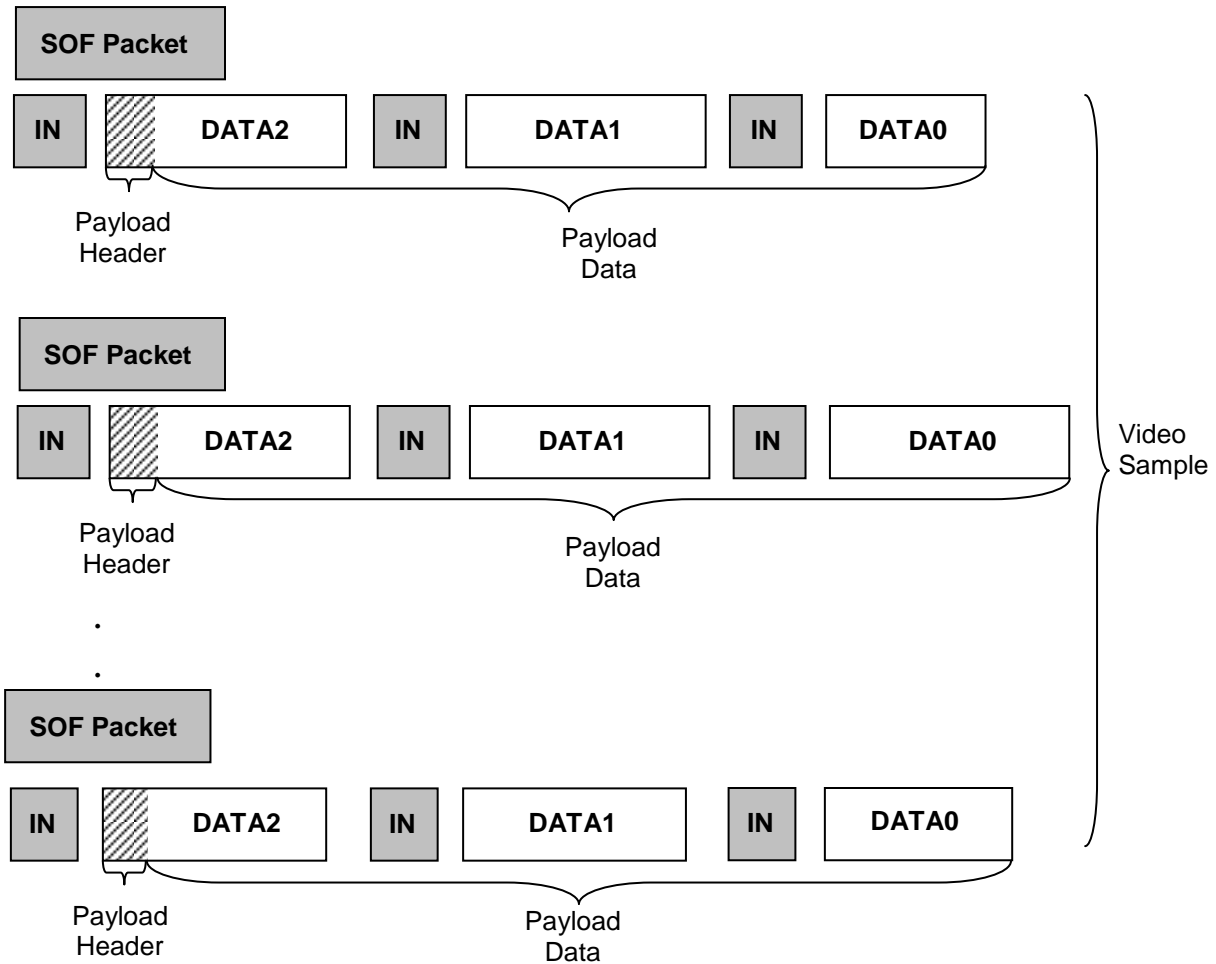 SOF Packet
IN DATA2 IN DATA1 IN DATA0
Payload
Header
Payload
Data
SOF Packet
IN DATA2 IN DATA1 IN DATA0
Video
Sample
Payload
Header
Payload
Data
.
.
SOF Packet
IN DATA2 IN DATA1 IN DATA0
Payload
Header
Payload
Data